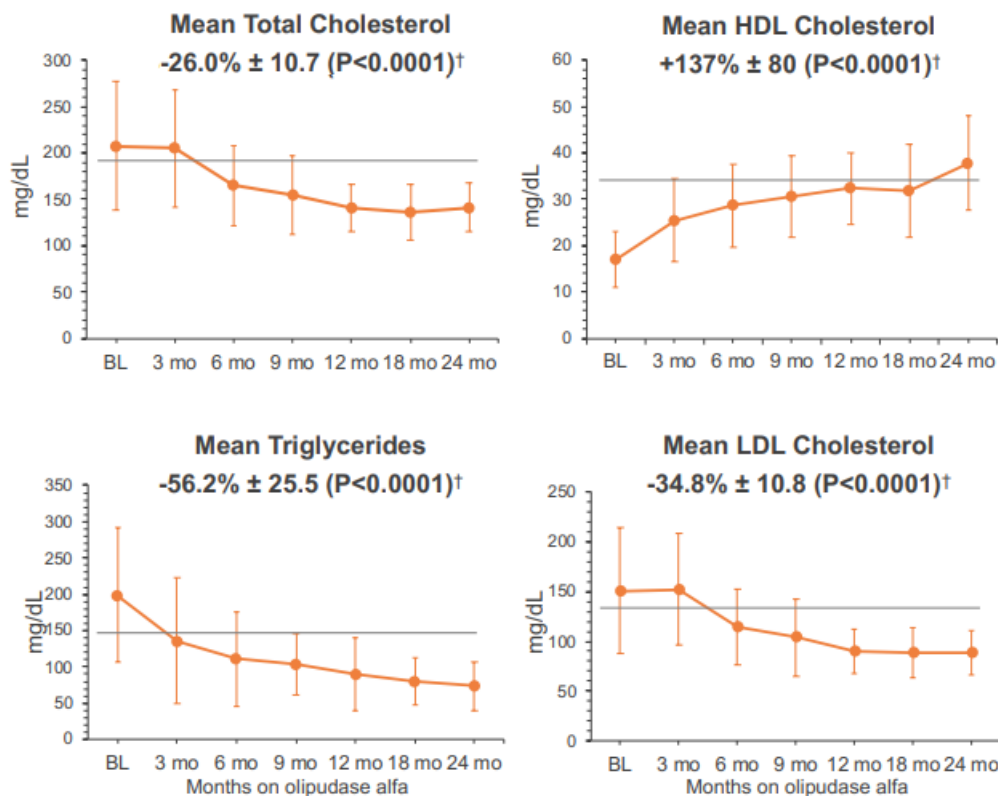 Mean Total Cholesterol
-26.0% ± 10.7 (P<0.0001)†
300
250
200
150
100
50
0
mg/dL
BL 3 mo 6 mo 9 mo 12 mo 18 mo 24 mo
Mean HDL Cholesterol
+137% ± 80 (P<0.0001)†
60
50
40
30
20
10
0
mg/dL
BL 3 mo 6 mo 9 mo 12 mo 18 mo 24 mo
Mean Triglycerides
-56.2% ± 25.5 (P<0.0001)†
350
300
250
200
150
100
50
0
mg/dL
BL 3 mo 6 mo 9 mo 12 mo 18 mo 24 mo
Months on olipudase alfa
Mean LDL Cholesterol
-34.8% ± 10.8 (P<0.0001)†
250
200
150
100
50
0
mg/dL
BL 3 mo 6 mo 9 mo 12 mo 18 mo 24 mo
Months on olipudase alfa